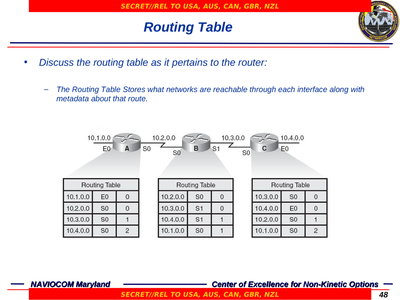 SECRET//REL TO USA, AUS, CAN, GBR, NZL
Routing Table
• Discuss the routing table as it pertains to the router:
– The Routing Table Stores what networks are reachable through each interface along with
metadata about that route.
10.1.0.0 10.2.0.0 10.3.0.0 10.4.0.0
E0 A S0 S0 B S1 S0 C E0
Routing Table Routing Table Routing Table
10.1.0.0 E0 0 10.2.0.0 S0 0 10.3.0.0 S0 0
10.2.0.0 S0 0 10.3.0.0 S1 0 10.4.0.0 E0 0
10.3.0.0 S0 1 10.4.0.0 S1 1 10.2.0.0 S0 1
10.4.0.0 S0 2 10.1.0.0 S0 1 10.1.0.0 S0 2
NAVIOCOM Maryland Center of Excellence for Non-Kinetic Options
SECRET//REL TO USA, AUS, CAN, GBR, NZL 48